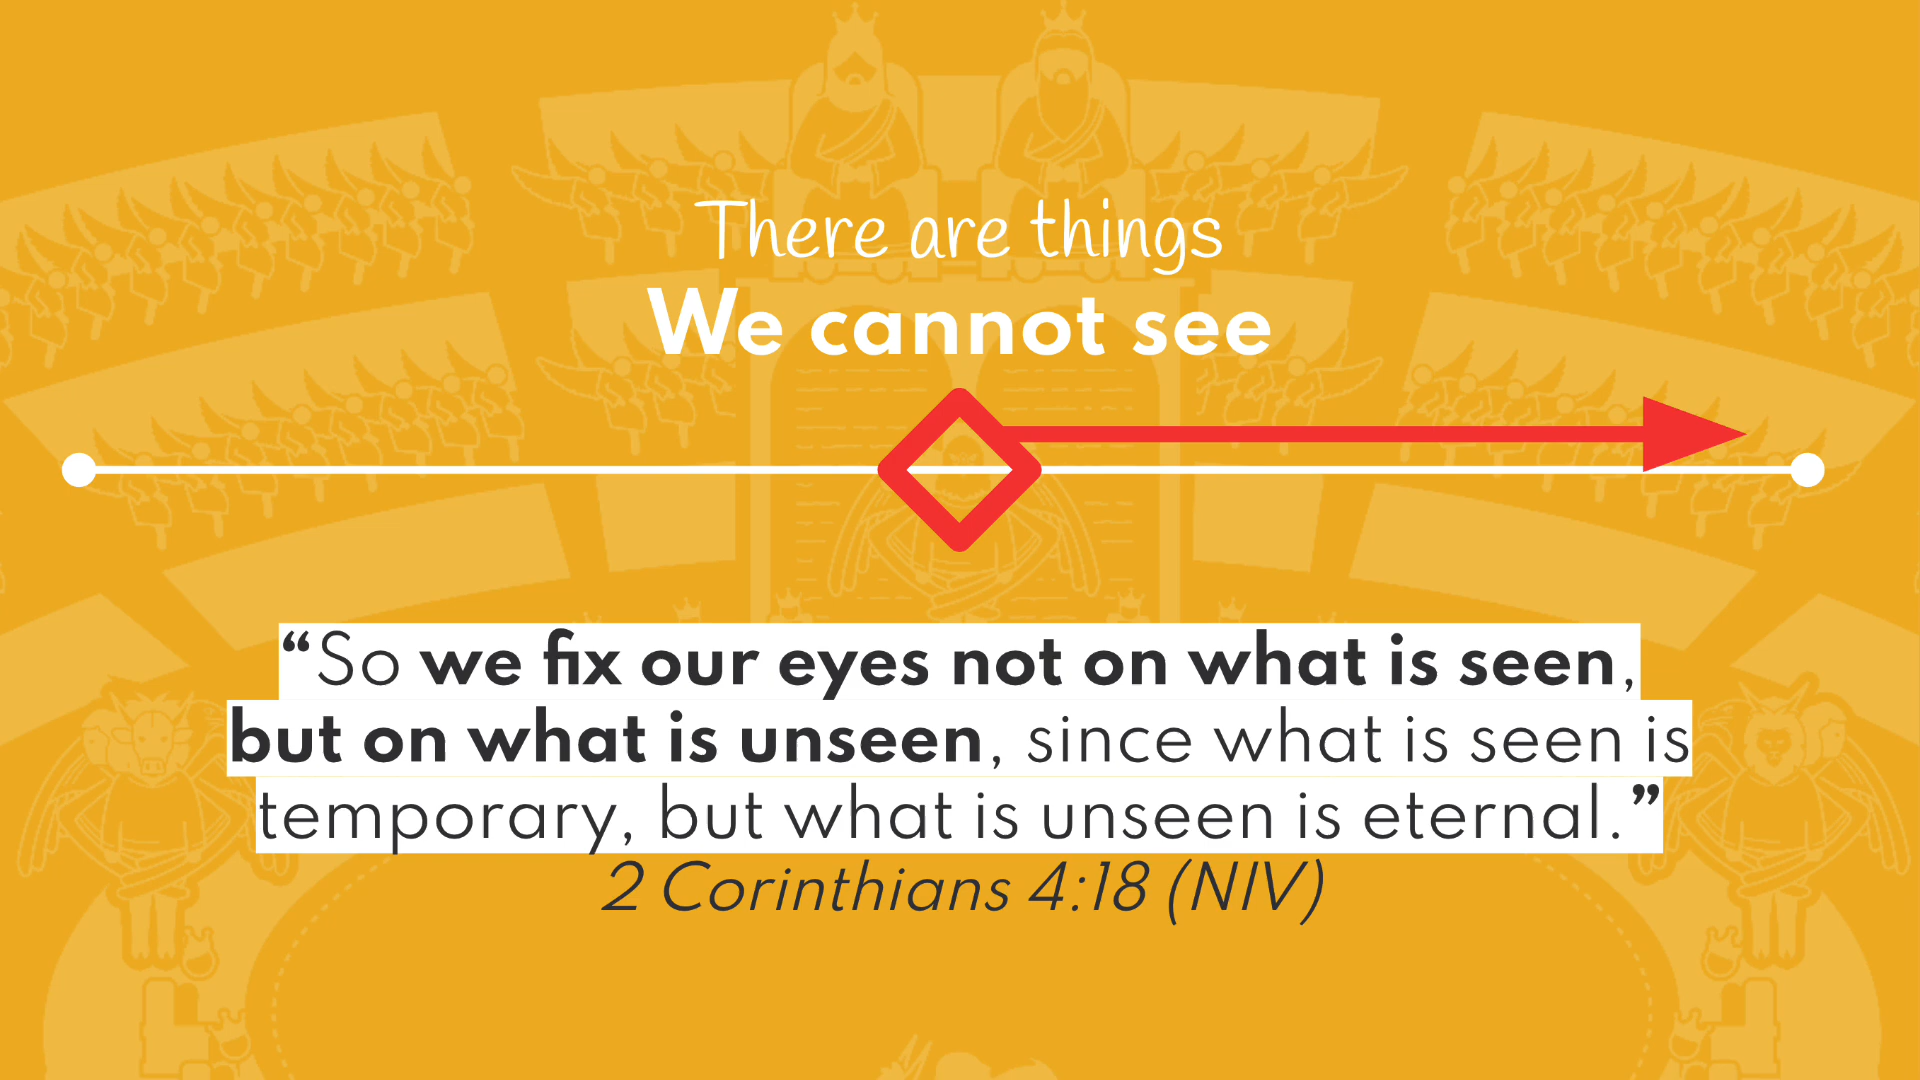 There are things
We cannot see
“So we fix our eyes not on what is seen,
but on what is unseen, since what is seen is
temporary, but what is unseen is eternal.”
2 Corinthians 4:18 (NIV)